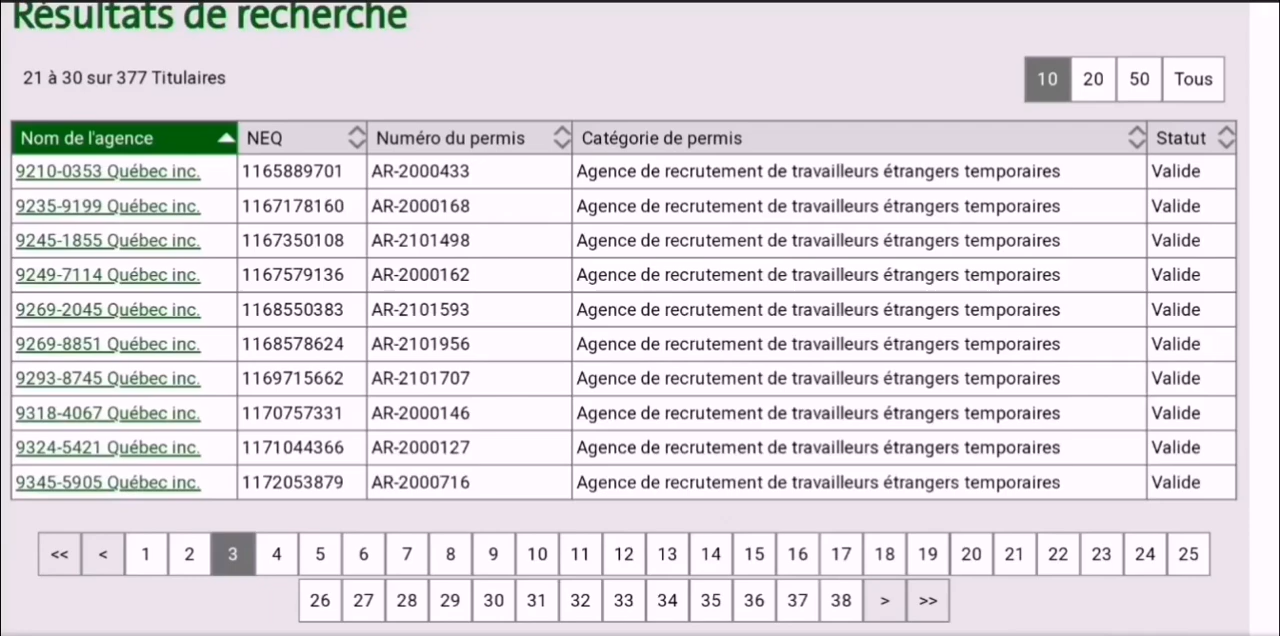 Résultats de recherche
21 à 30 sur 377 Titulaires
10 20 50 Tous
Nom de l'agence NEQ Numéro du permis Catégorie de permis Statut
9210-0353 Québec inc. 1165889701 AR-2000433 Agence de recrutement de travailleurs étrangers temporaires Valide
9235-9199 Québec inc. 1167178160 AR-2000168 Agence de recrutement de travailleurs étrangers temporaires Valide
9245-1855 Québec inc. 1167350108 AR-2101498 Agence de recrutement de travailleurs étrangers temporaires Valide
9249-7114 Québec inc. 1167579136 AR-2000162 Agence de recrutement de travailleurs étrangers temporaires Valide
9269-2045 Québec inc. 1168550383 AR-2101593 Agence de recrutement de travailleurs étrangers temporaires Valide
9269-8851 Québec inc. 1168578624 AR-2101956 Agence de recrutement de travailleurs étrangers temporaires Valide
9293-8745 Québec inc. 1169715662 AR-2101707 Agence de recrutement de travailleurs étrangers temporaires Valide
9318-4067 Québec inc. 1170757331 AR-2000146 Agence de recrutement de travailleurs étrangers temporaires Valide
9324-5421 Québec inc. 1171044366 AR-2000127 Agence de recrutement de travailleurs étrangers temporaires Valide
9345-5905 Québec inc. 1172053879 AR-2000716 Agence de recrutement de travailleurs étrangers temporaires Valide
<< < 1 2 3 4 5 6 7 8 9 10 11 12 13 14 15 16 17 18 19 20 21 22 23 24 25
26 27 28 29 30 31 32 33 34 35 36 37 38 > >>